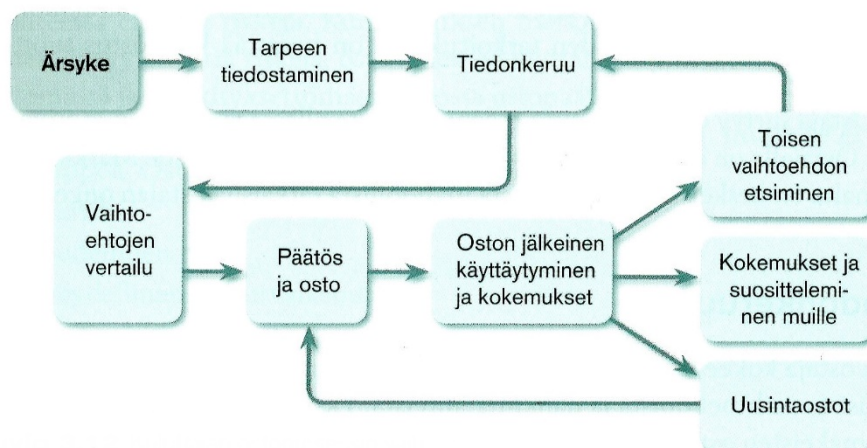 Ärsyke
Tarpeen
tiedostaminen
Tiedonkeruu
Toisen
vaihtoehdon
etsiminen
Vaihto-
ehtojen
vertailu
Päätös
ja osto
Oston jälkeinen
käyttäytyminen
ja kokemukset
Kokemukset ja
suosittelemi-
nen muille
Uusintaostot